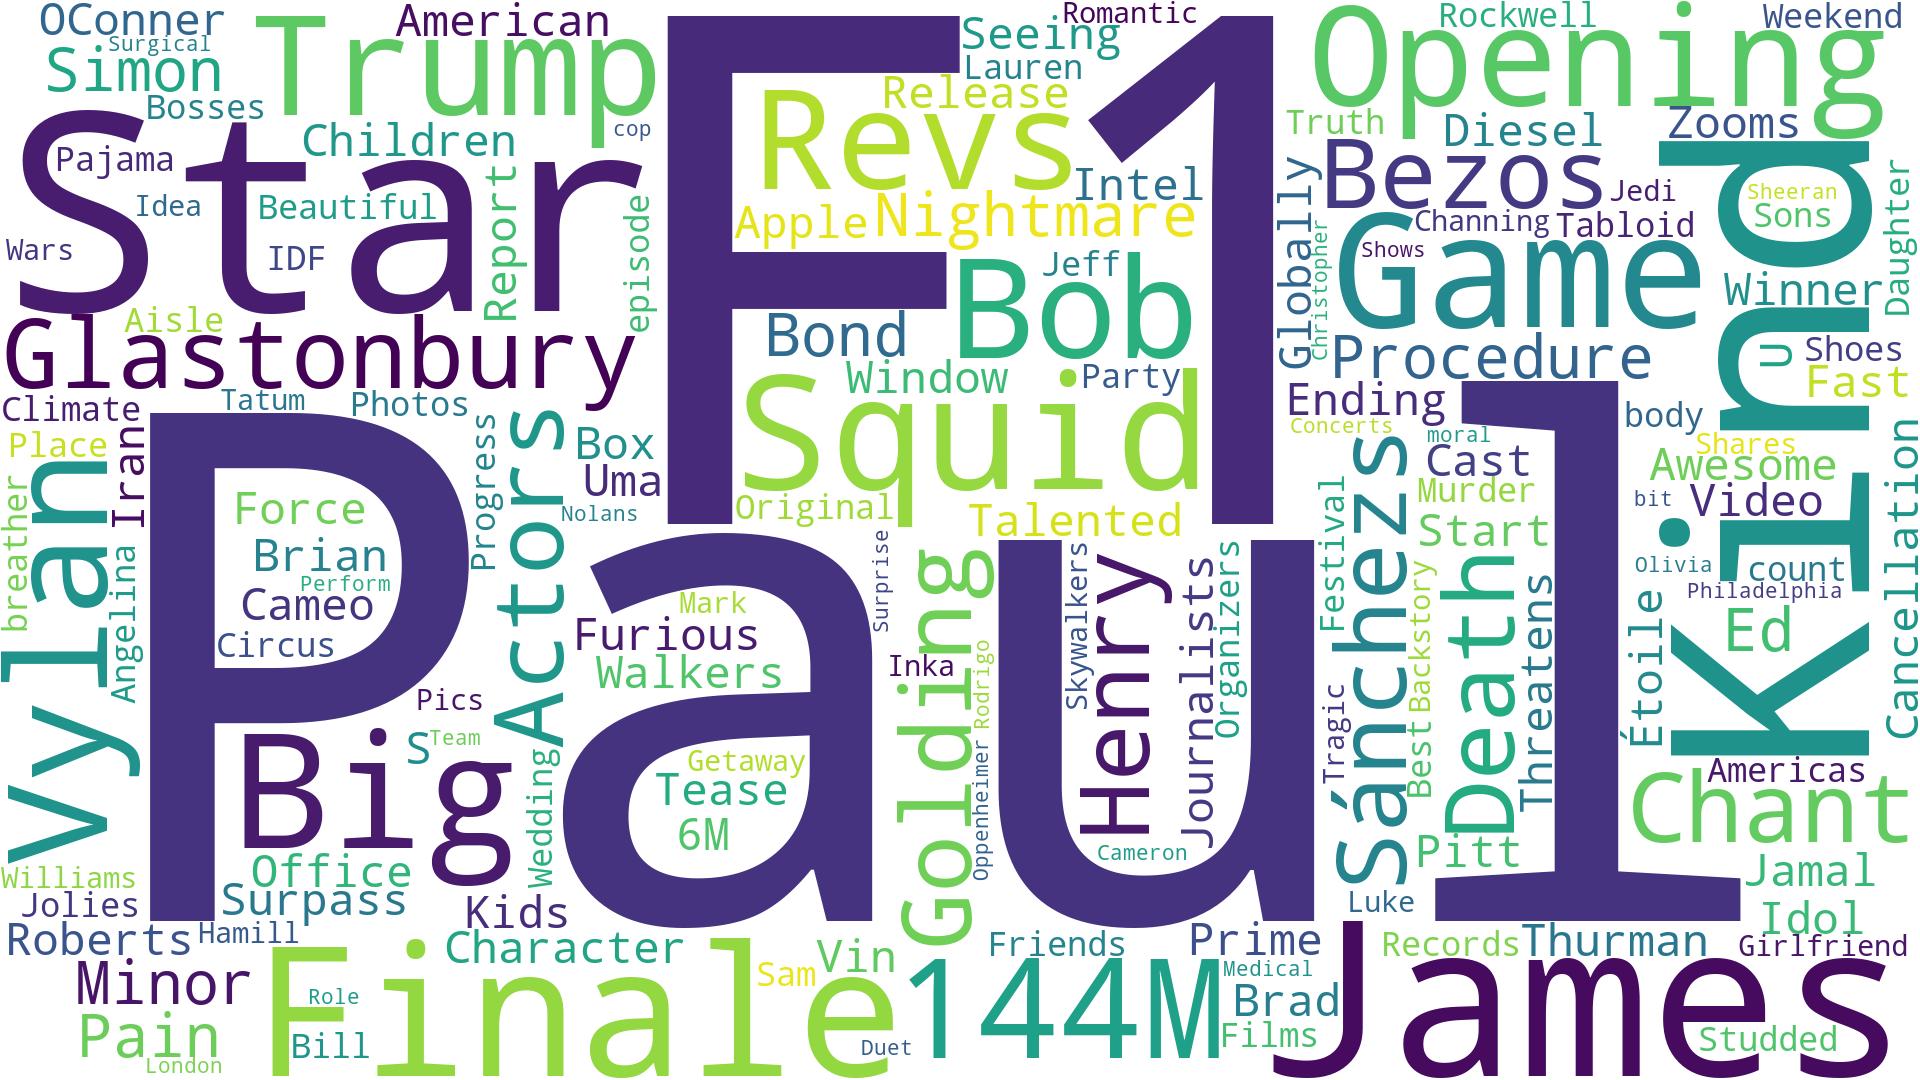 OConner
Surgical
Simon
Trump
American
Romantic
Seeing
Lauren
Opening
Rockwell
Weekend
Bosses
Children
cop
Star
Pajama
Idea
Beautiful
Wars
IDF
Report
episode
F1
Revs
Release
Intel
Apple
Nightmare
Bob
Jeff
Bond
Window
Party
Squid
Original
Talented
Globally
Christopher
Truth
Diesel
Zooms
Bezos
Jedi
Channing
Tabloid
Shows
Game
Sheeran
Sons
Daughter
Winner
Kind
U
Shoes
Fast
Procedure
Glastonbury
Aisle
Climate
Tatum
Photos
Place
Iran
Progress
Actors
Box
Uma
Nolans
Ending
Concerts
moral
Cast
Murder
Start
body
Shares
Awesome
bit
Video
Cancellation
Vylan
breather
Angelina
Paul
Force
Brian
Perform
Cameo
Circus
Pics
S
Team
Big
Wedding
Mark
Furious
Walkers
Surprise
Inka
Getaway
Tease
6M
Golding
Rodrigo
Oppenheimer
Skywalkers
Henry
Journalists
Organizers
Cameron
Festival
Sánchezs
Tragic
Backstory
Best
Death
Threatens
Pitt
Luke
Olivia
count
Philadelphia
Étoile
Ed
Americas
Chant
Jamal
Idol
Williams
Jolies
Office
Surpass
Kids
Roberts
Hamill
Minor
Pain
London
Finale
Character
Role
Bill
Sam
Vin
Duet
144M
Friends
Prime
Medical
Brad
Films
James
Records
Thurman
Girlfriend
Studded